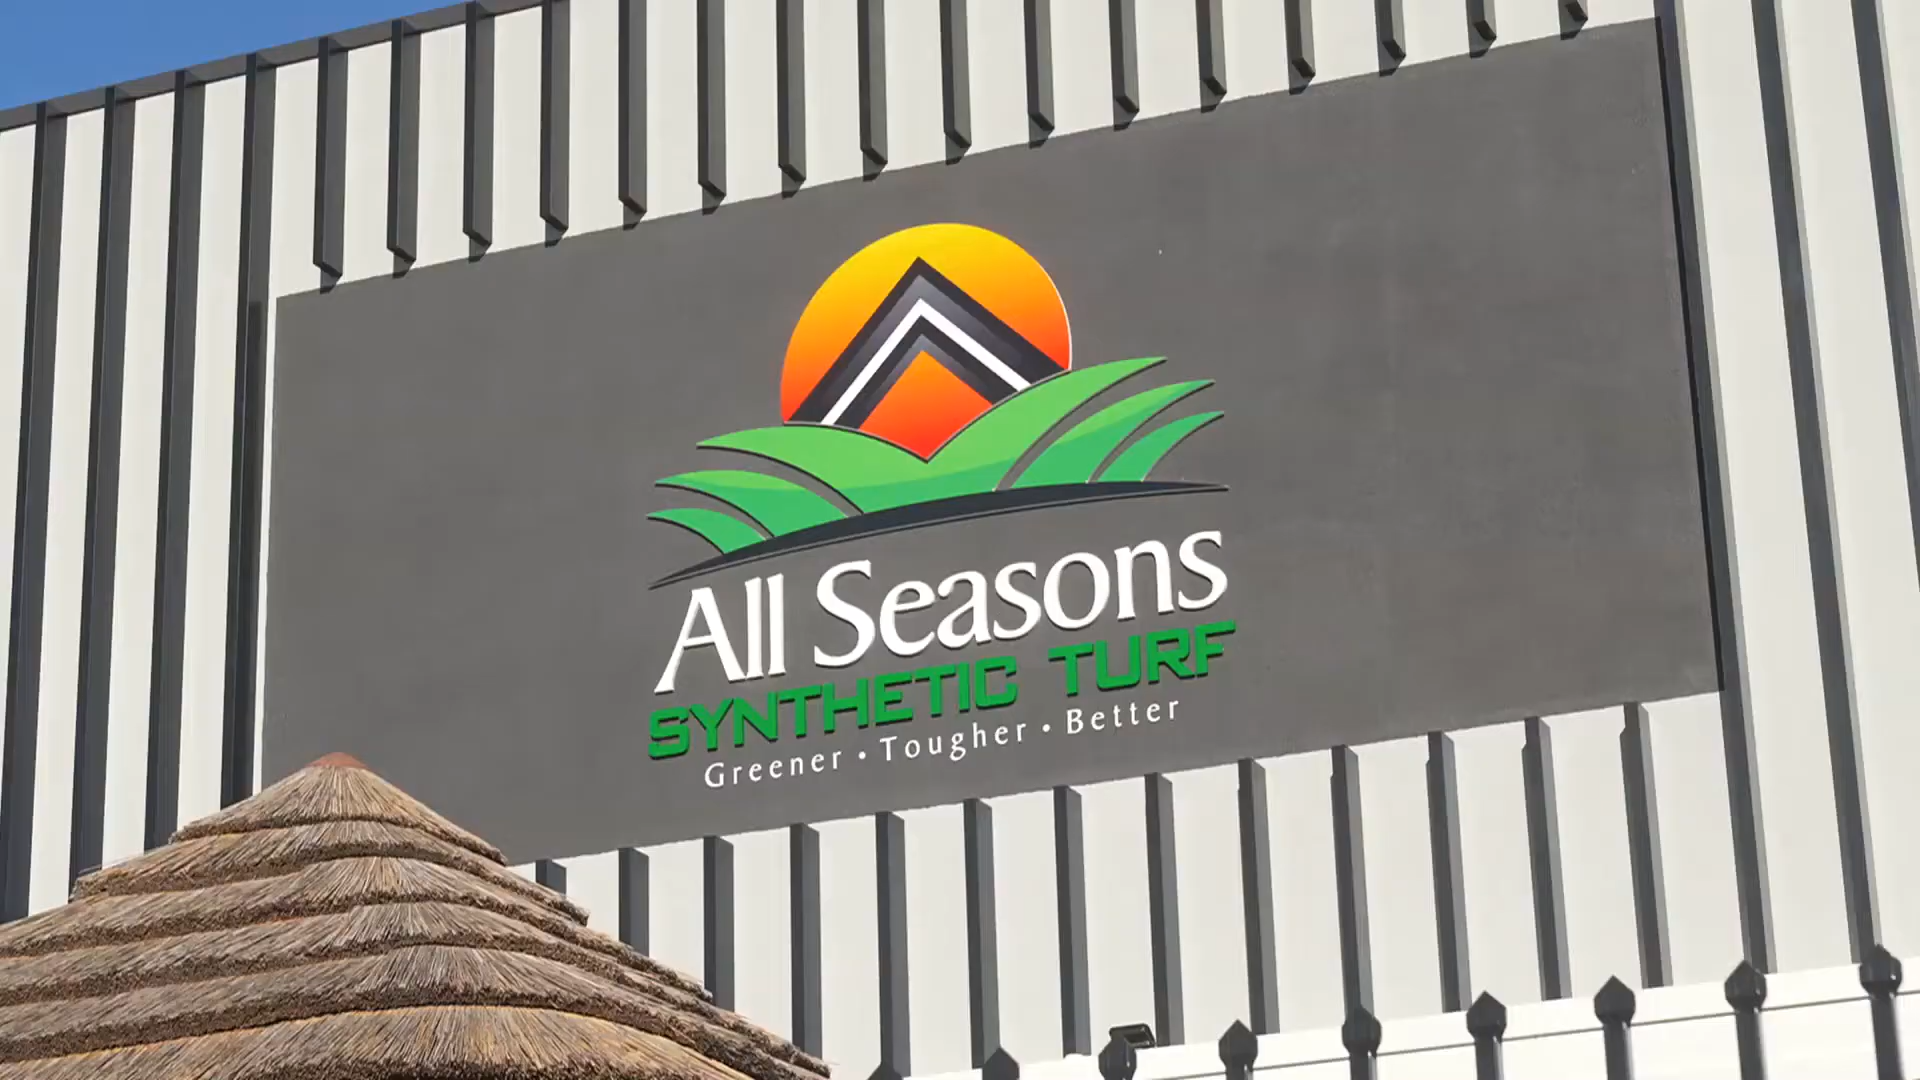 All Seasons
SYNTHETIC TURF
Greener • Tougher • Better